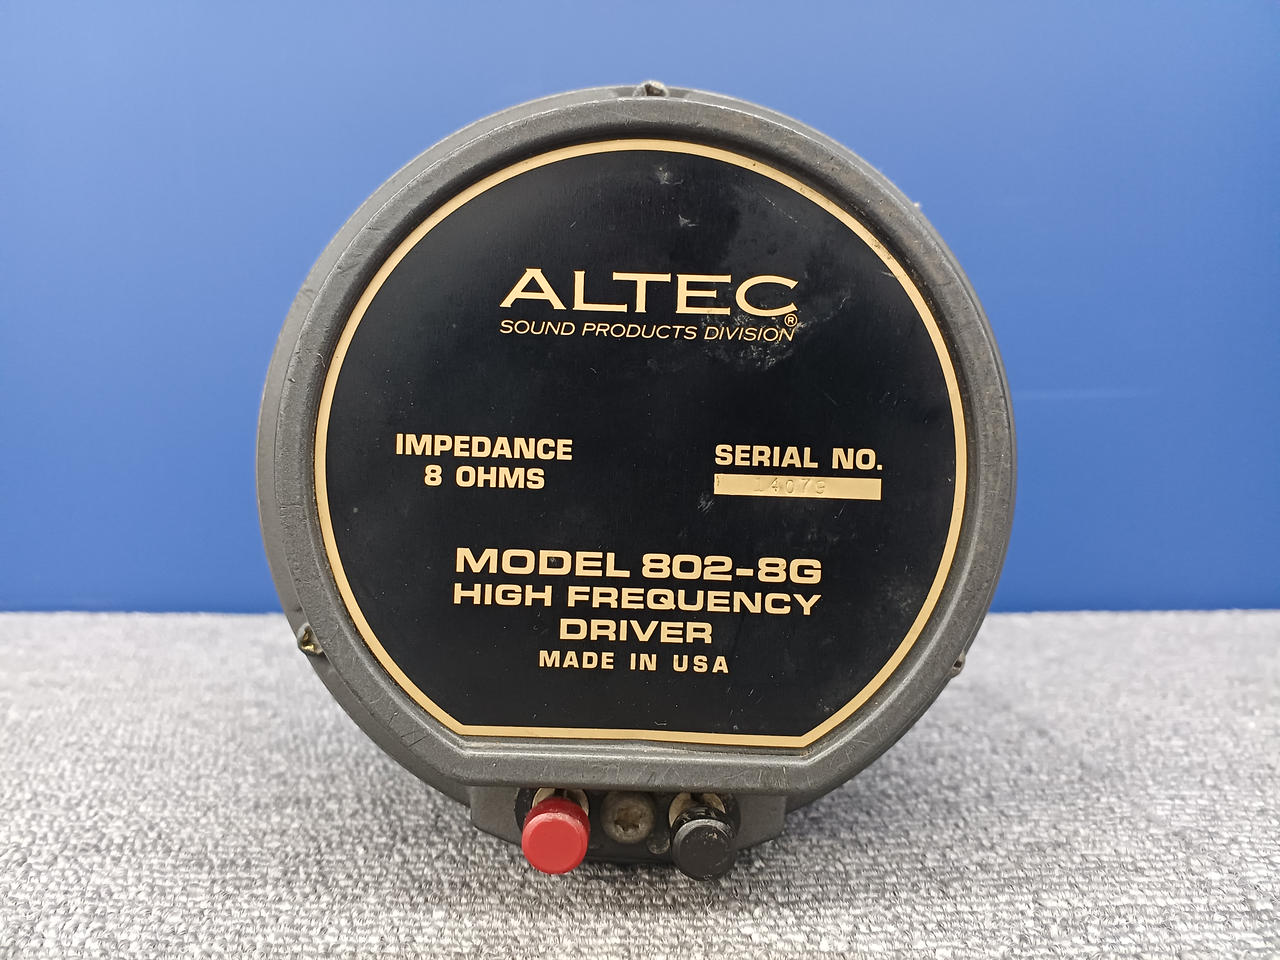 ALTEC®
SOUND PRODUCTS DIVISION
IMPEDANCE
8 OHMS
SERIAL NO.
14079
MODEL 802-8G
HIGH FREQUENCY
DRIVER
MADE IN USA